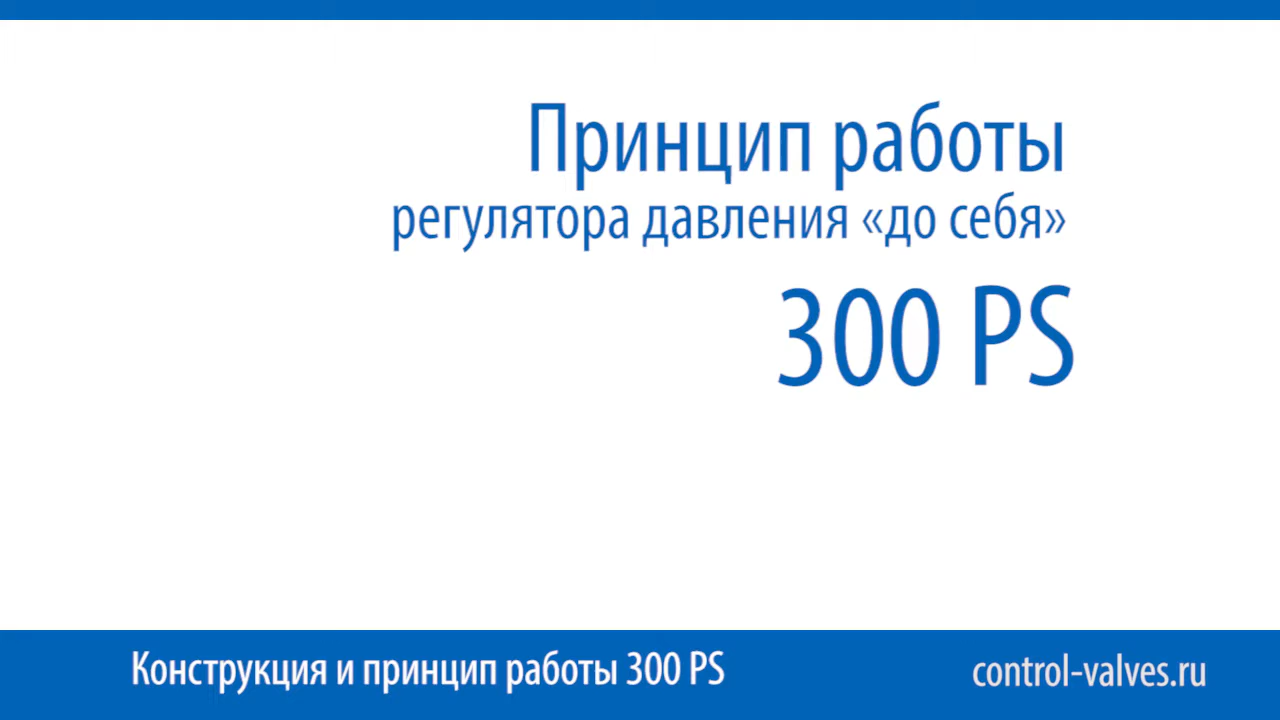 Принцип работы
регулятора давления «до себя»
300 PS
Конструкция и принцип работы 300 PS
control-valves.ru